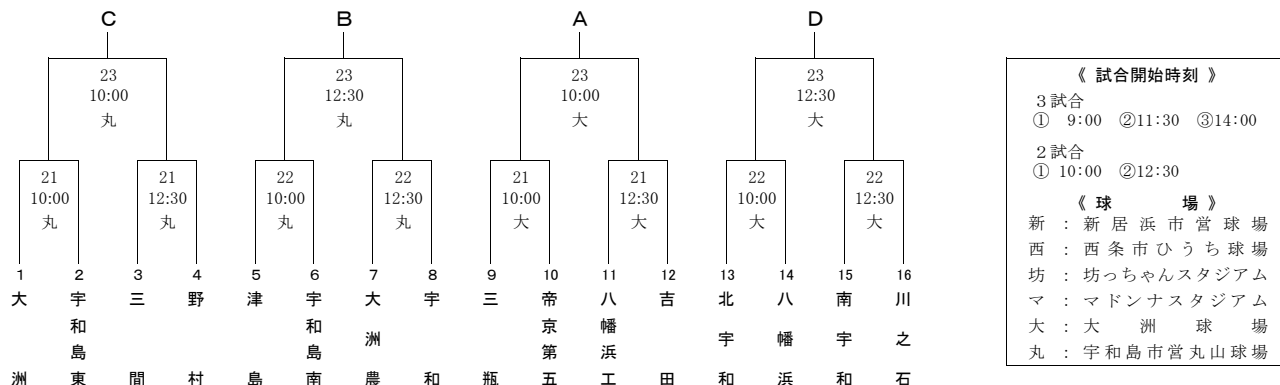 C B A D
23 23 23 23
10:00 12:30 10:00 12:30
丸 丸 大 大
21 21 22 22 21 21 22 22
10:00 12:30 10:00 12:30 10:00 12:30 10:00 12:30
丸 丸 丸 丸 大 大 大 大
1 2 3 4 5 6 7 8 9 10 11 12 13 14 15 16
大洲
宇和島東
三間
野村
津島
宇和島南
大洲農
宇和
三瓶
帝京第五
八幡浜工
吉田
北宇和
八幡浜
南宇和
川之石
《 試合開始時刻 》
３試合
① 9:00 ②11:30 ③14:00
２試合
① 10:00 ②12:30
《 球 場 》
新 : 新居浜市営球場
西 : 西条市ひうち球場
坊 : 坊っちゃんスタジアム
マ : マドンナスタジアム
大 : 大洲球場
丸 : 宇和島市営丸山球場